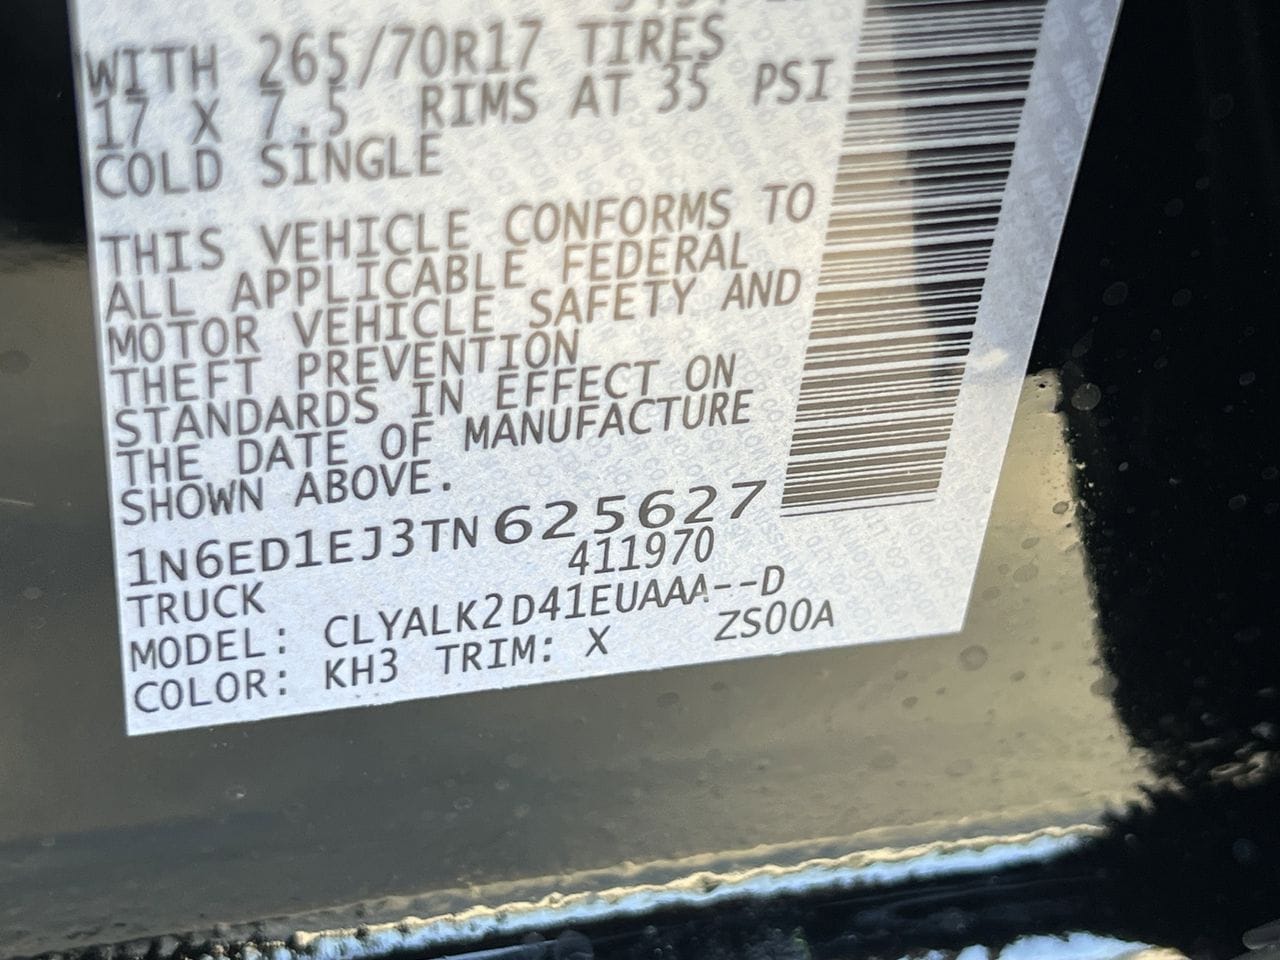 WITH 265/70R17 TIRES
17 X 7.5 RIMS AT 35 PSI
COLD SINGLE
THIS VEHICLE CONFORMS TO
ALL APPLICABLE FEDERAL
MOTOR VEHICLE SAFETY AND
THEFT PREVENTION
STANDARDS IN EFFECT ON
THE DATE OF MANUFACTURE
SHOWN ABOVE.
1N6ED1EJ3TN625627
TRUCK 411970
MODEL: CLYALK2D41EUAAA--D
COLOR: KH3 TRIM: X ZS00A